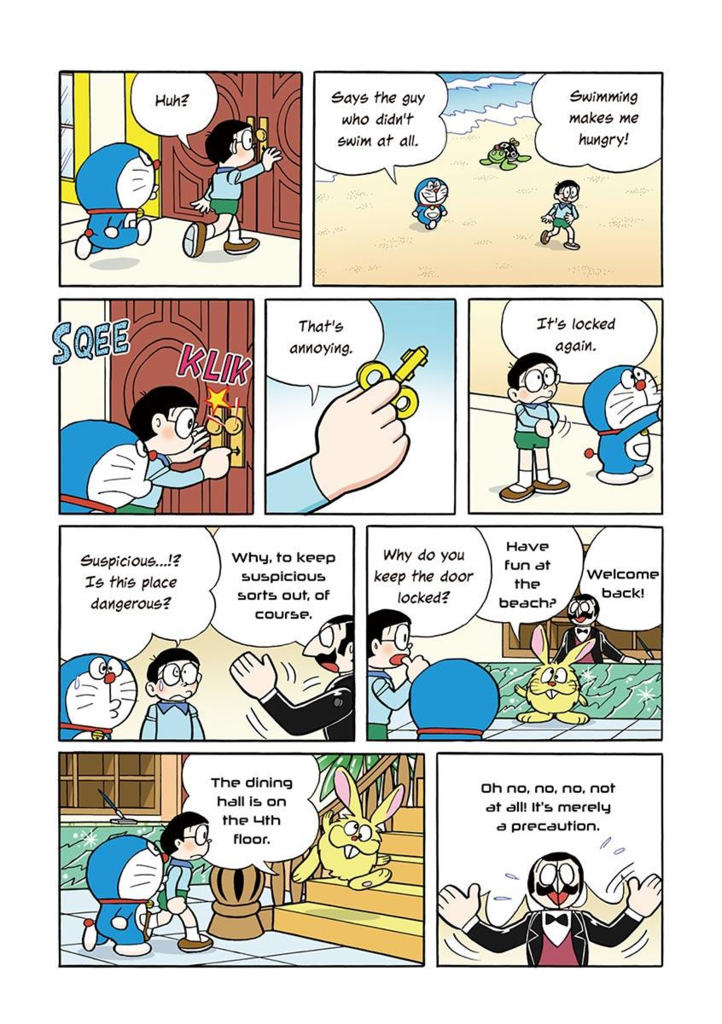 Swimming
makes me
hungry!
Says the guy
who didn't
swim at all.
Huh?
It's locked
again.
That's
annoying.
KLIK
SQEE
Welcome
back!
Have
fun at
the
beach?
Why do you
keep the door
locked?
Why, to keep
suspicious
sorts out, of
course.
Suspicious...!?
Is this place
dangerous?
Oh no, no, no, not
at all! It's merely
a precaution.
The dining
hall is on
the 4th
floor.